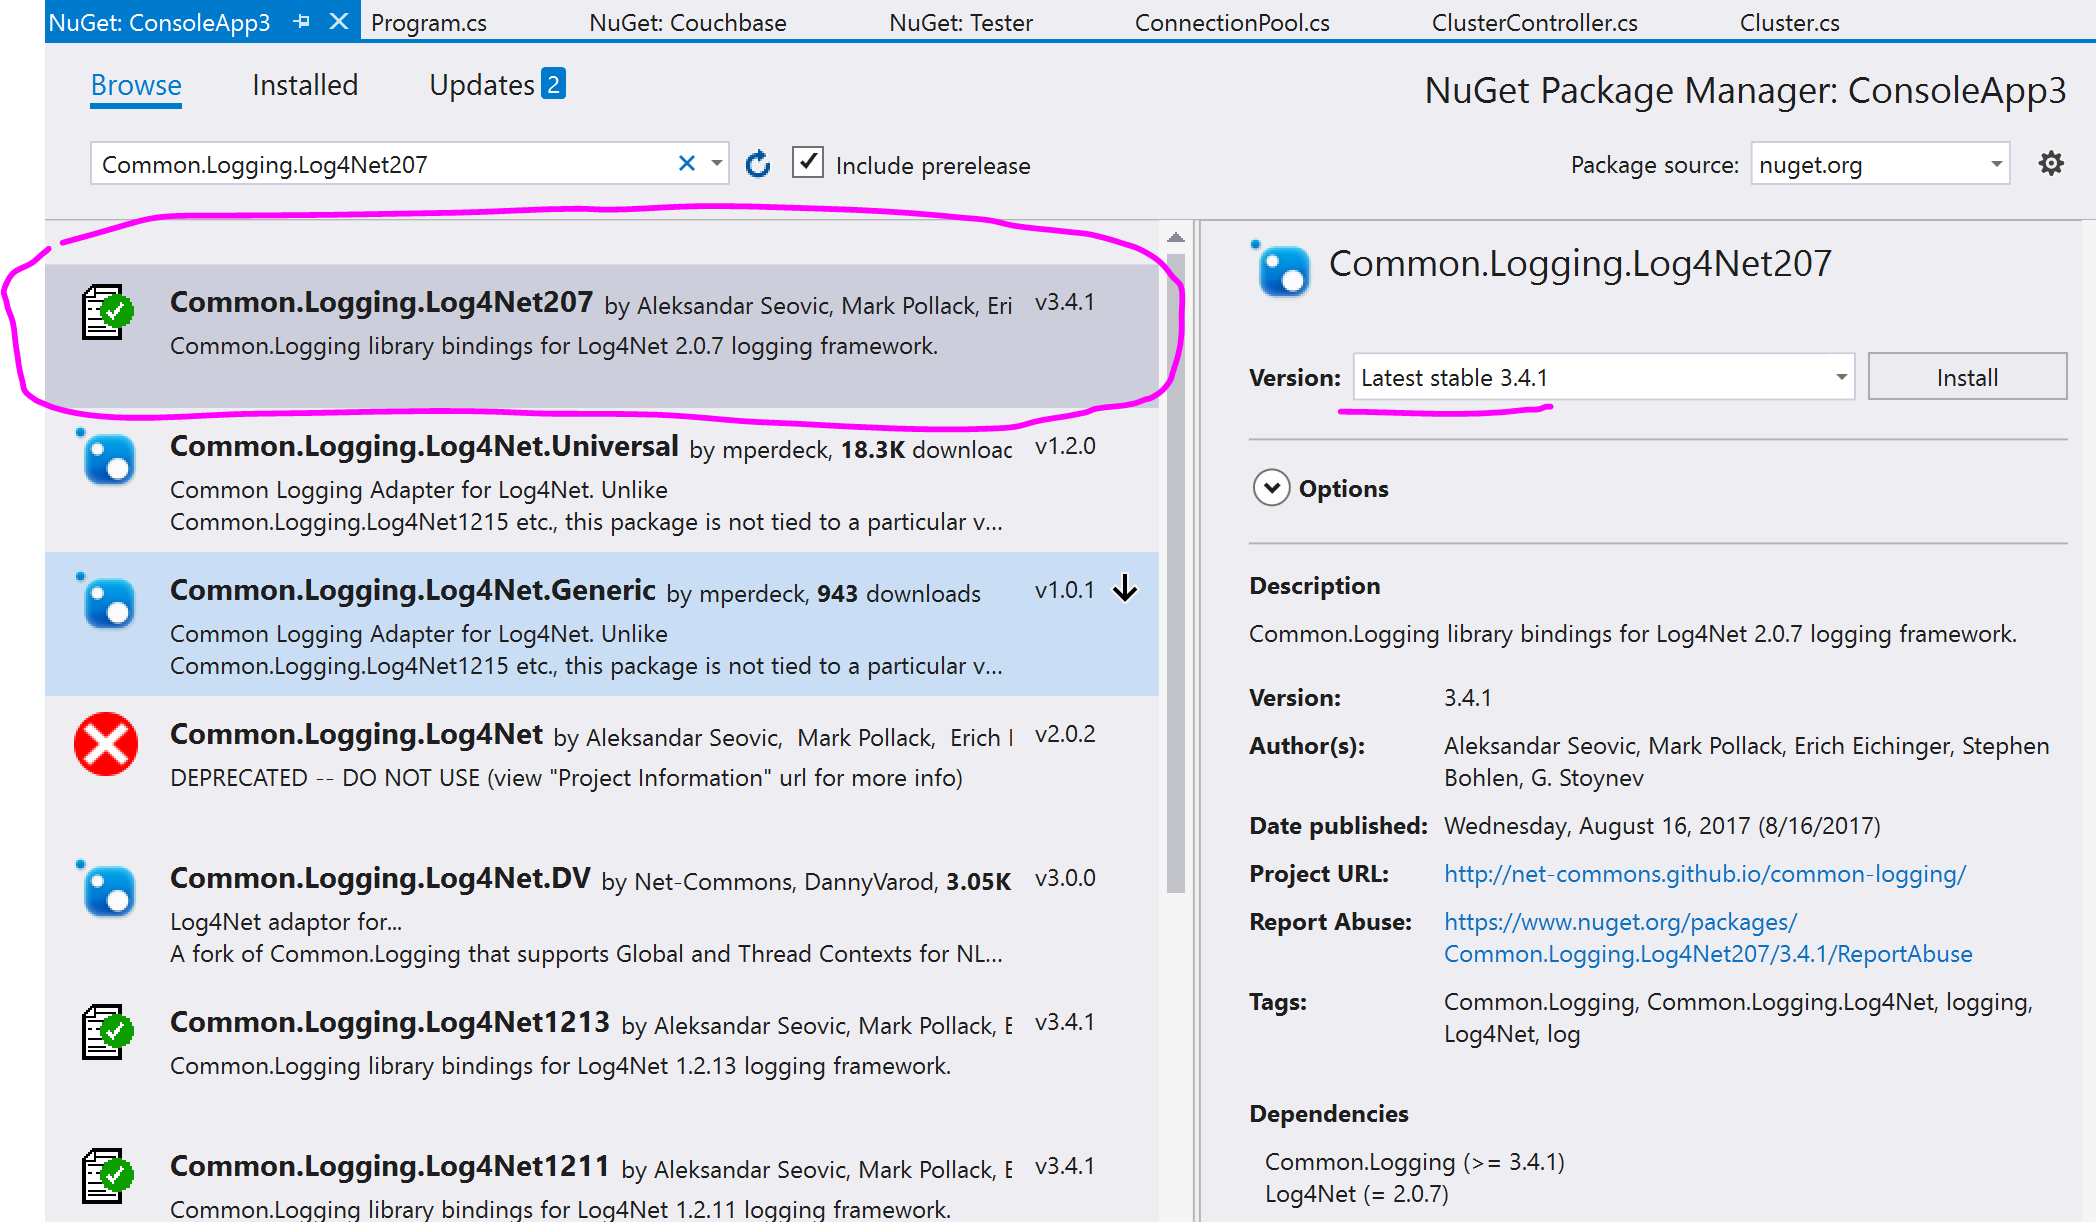 NuGet: ConsoleApp3 Program.cs NuGet: Couchbase NuGet: Tester ConnectionPool.cs ClusterController.cs Cluster.cs
Browse Installed Updates 2
NuGet Package Manager: ConsoleApp3
Common.Logging.Log4Net207 Include prerelease
Package source: nuget.org
Common.Logging.Log4Net207 by Aleksandar Seovic, Mark Pollack, Eri v3.4.1
Common.Logging library bindings for Log4Net 2.0.7 logging framework.
Common.Logging.Log4Net.Universal by mperdeck, 18.3K downloac v1.2.0
Common Logging Adapter for Log4Net. Unlike
Common.Logging.Log4Net1215 etc., this package is not tied to a particular v...
Common.Logging.Log4Net.Generic by mperdeck, 943 downloads v1.0.1
Common Logging Adapter for Log4Net. Unlike
Common.Logging.Log4Net1215 etc., this package is not tied to a particular v...
Common.Logging.Log4Net by Aleksandar Seovic, Mark Pollack, Erich v2.0.2
DEPRECATED -- DO NOT USE (view "Project Information" url for more info)
Common.Logging.Log4Net.DV by Net-Commons, DannyVarod, 3.05K v3.0.0
Log4Net adaptor for...
A fork of Common.Logging that supports Global and Thread Contexts for NL...
Common.Logging.Log4Net1213 by Aleksandar Seovic, Mark Pollack, E v3.4.1
Common.Logging library bindings for Log4Net 1.2.13 logging framework.
Common.Logging.Log4Net1211 by Aleksandar Seovic, Mark Pollack, E v3.4.1
Common.Logging library bindings for Log4Net 1.2.11 logging framework.
Common.Logging.Log4Net207
Version: Latest stable 3.4.1 Install
Options
Description
Common.Logging library bindings for Log4Net 2.0.7 logging framework.
Version: 3.4.1
Author(s): Aleksandar Seovic, Mark Pollack, Erich Eichinger, Stephen
Bohlen, G. Stoynev
Date published: Wednesday, August 16, 2017 (8/16/2017)
Project URL: http://net-commons.github.io/common-logging/
Report Abuse: https://www.nuget.org/packages/
Common.Logging.Log4Net207/3.4.1/ReportAbuse
Tags: Common.Logging, Common.Logging.Log4Net, logging,
Log4Net, log
Dependencies
Common.Logging (>= 3.4.1)
Log4Net (= 2.0.7)